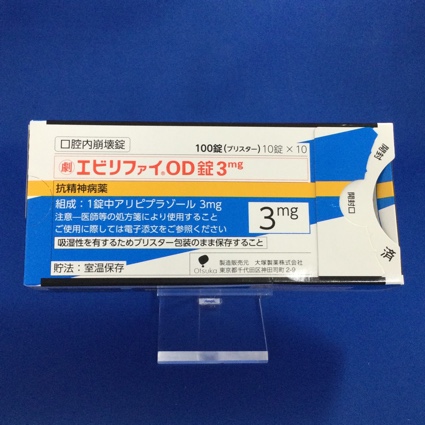 口腔内崩壊錠
100錠(ブリスター)10錠×10
劇 エビリファイ®OD錠3mg
抗精神病薬
組成:1錠中アリピプラゾール 3mg
注意―医師等の処方箋により使用すること
ご使用に際しては電子添文をご参照ください
吸湿性を有するためブリスター包装のまま保存すること
3mg
貯法:室温保存
Otsuka
製造販売元 大塚製薬株式会社
東京都千代田区神田司町2-9
開封
開封口
済